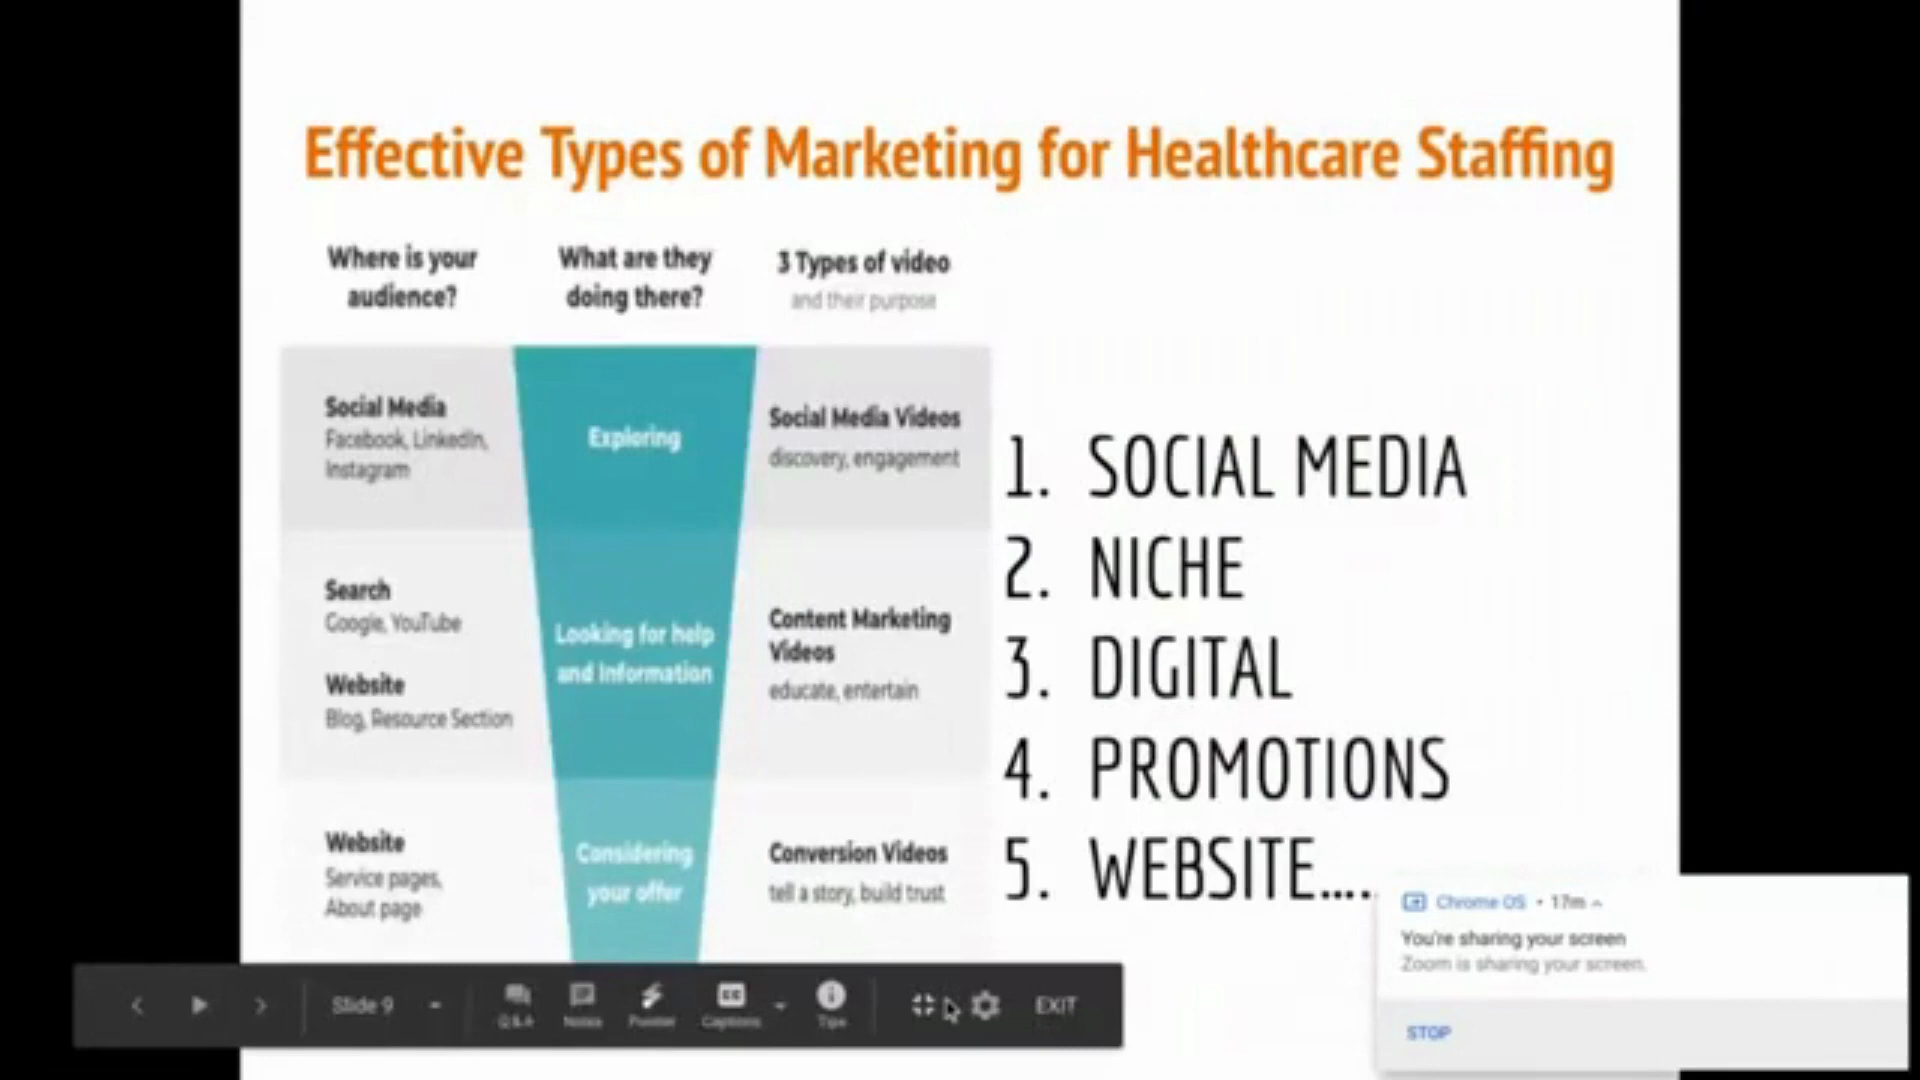 Effective Types of Marketing for Healthcare Staffing
Where is your
audience?
What are they
doing there?
3 Types of video
and their purpose
Social Media
Facebook, LinkedIn,
Instagram
Exploring
Social Media Videos
discovery, engagement
Search
Google, YouTube
Website
Blog, Resource Section
Looking for help
and Information
Content Marketing
Videos
educate, entertain
Website
Service pages,
About page
Considering
your offer
Conversion Videos
tell a story, build trust
1. SOCIAL MEDIA
2. NICHE
3. DIGITAL
4. PROMOTIONS
5. WEBSITE....
Chrome OS • 17m
You're sharing your screen
Zoom is sharing your screen.
STOP
Slide 9
Q&A
Notes
Pointer
Captions
Tips
EXIT